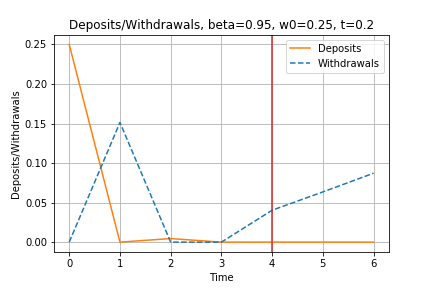 Deposits/Withdrawals, beta=0.95, w0=0.25, t=0.2
Deposits
Withdrawals
Deposits/Withdrawals
0.25
0.20
0.15
0.10
0.05
0.00
0 1 2 3 4 5 6
Time